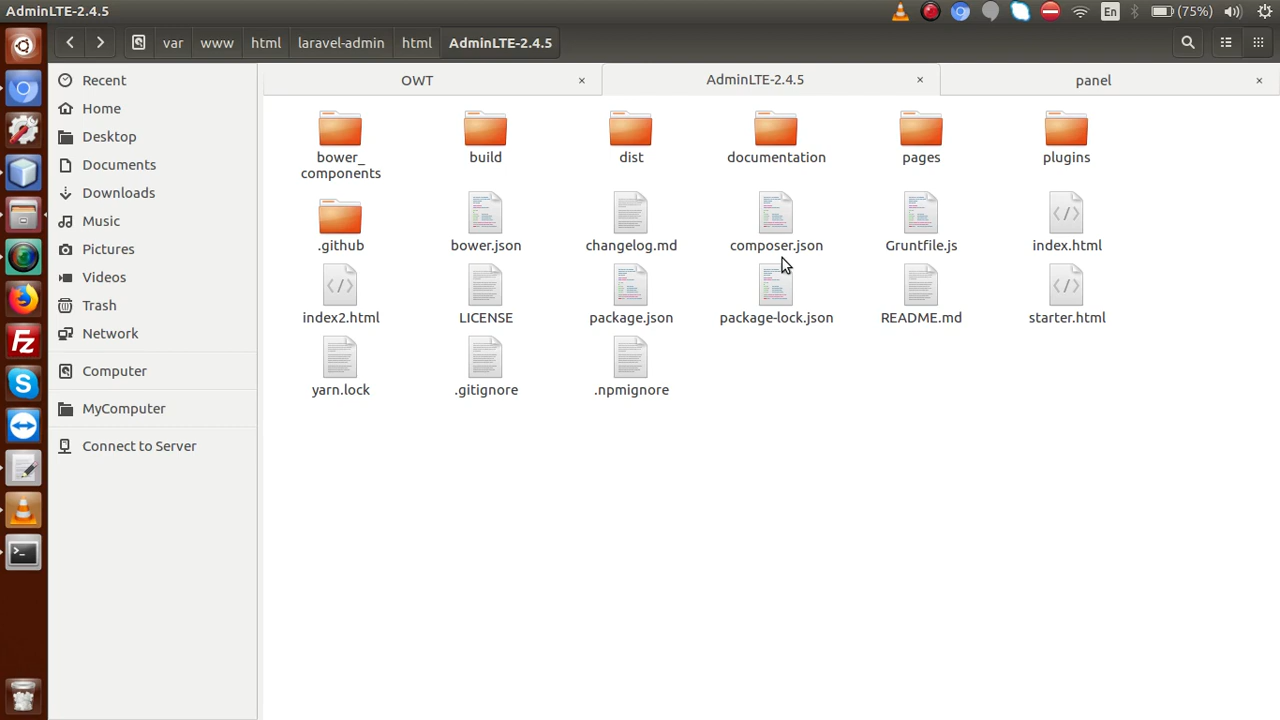 AdminLTE-2.4.5
En
(75%)
var
www
html
laravel-admin
html
AdminLTE-2.4.5
Recent
Home
Desktop
Documents
Downloads
Music
Pictures
Videos
Trash
Network
Computer
MyComputer
Connect to Server
OWT
AdminLTE-2.4.5
panel
bower_
components
build
dist
documentation
pages
plugins
.github
bower.json
changelog.md
composer.json
Gruntfile.js
index.html
index2.html
LICENSE
package.json
package-lock.json
README.md
starter.html
yarn.lock
.gitignore
.npmignore